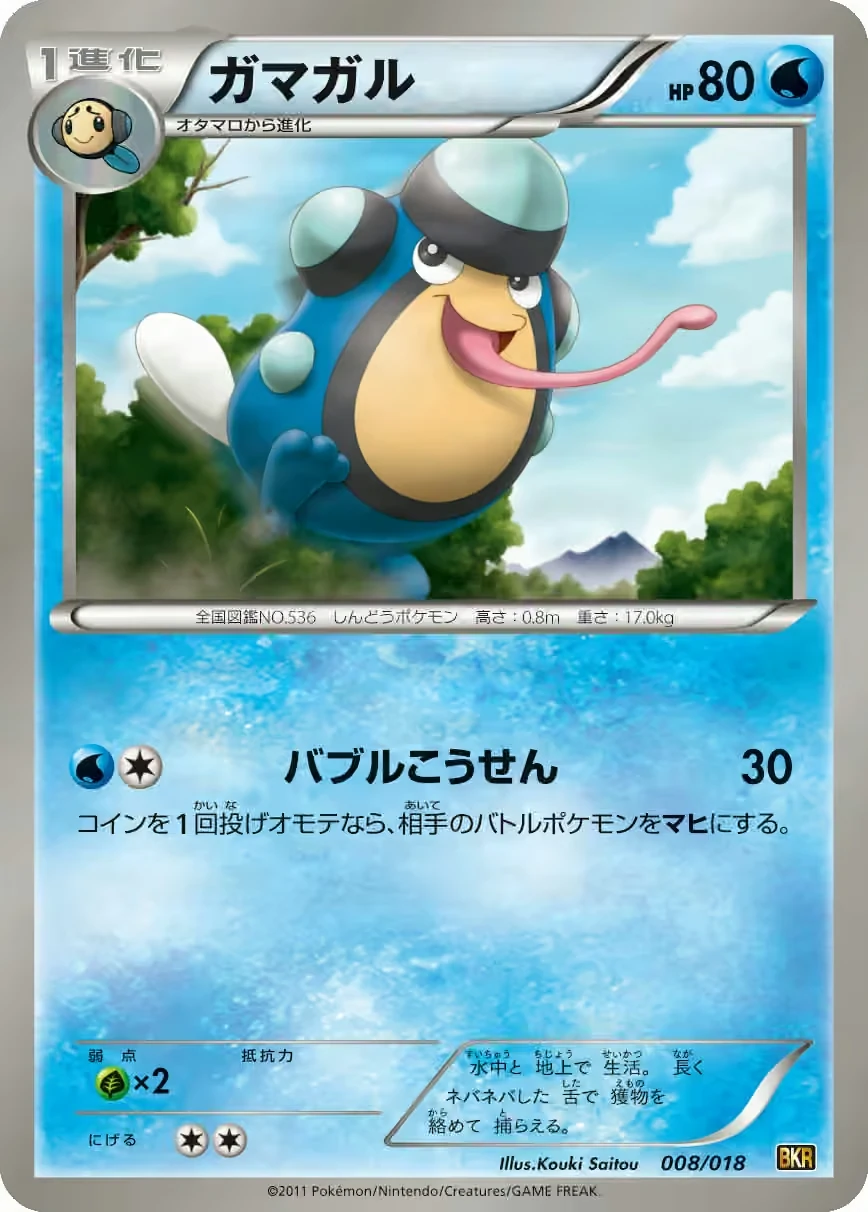 1進化
ガマガル
HP80
オタマロから進化
全国図鑑NO.536 しんどうポケモン 高さ：0.8m 重さ：17.0kg
バブルこうせん 30
コインを1回投げオモテなら、相手のバトルポケモンをマヒにする。
弱点 抵抗力
×2
にげる
水中と 地上で 生活。 長く
ネバネバした 舌で 獲物を
絡めて 捕らえる。
Illus.Kouki Saitou 008/018 BKR
©2011 Pokémon/Nintendo/Creatures/GAME FREAK.